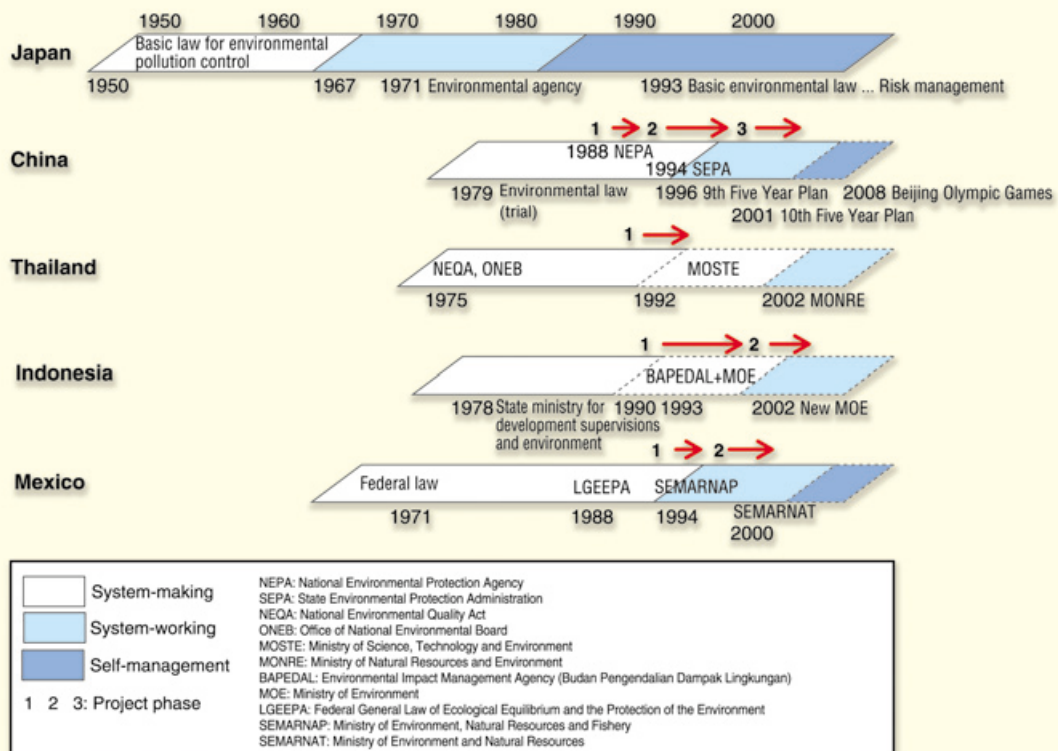 1950 1960 1970 1980 1990 2000
Japan
Basic law for environmental
pollution control
1950 1967 1971 Environmental agency 1993 Basic environmental law ... Risk management
1 2 3
China
1988 NEPA
1994 SEPA
1979 Environmental law
(trial)
1996 9th Five Year Plan 2008 Beijing Olympic Games
2001 10th Five Year Plan
1
Thailand
NEQA, ONEB MOSTE
1975 1992 2002 MONRE
1 2
Indonesia
BAPEDAL+MOE
1978 State ministry for
development supervisions
and environment
1990 1993 2002 New MOE
1 2
Mexico
Federal law LGEEPA SEMARNAP
1971 1988 1994 SEMARNAT
2000
System-making
System-working
Self-management
1 2 3: Project phase
NEPA: National Environmental Protection Agency
SEPA: State Environmental Protection Administration
NEQA: National Environmental Quality Act
ONEB: Office of National Environmental Board
MOSTE: Ministry of Science, Technology and Environment
MONRE: Ministry of Natural Resources and Environment
BAPEDAL: Environmental Impact Management Agency (Budan Pengendalian Dampak Lingkungan)
MOE: Ministry of Environment
LGEEPA: Federal General Law of Ecological Equilibrium and the Protection of the Environment
SEMARNAP: Ministry of Environment, Natural Resources and Fishery
SEMARNAT: Ministry of Environment and Natural Resources